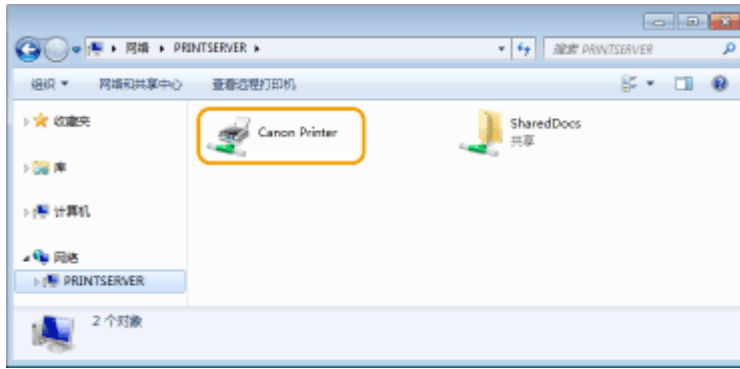 网络 ▸ PRINTSERVER ▸
搜索 PRINTSERVER
组织 网络和共享中心 查看远程打印机
收藏夹
库
计算机
网络
PRINTSERVER
Canon Printer
SharedDocs
共享
2 个对象